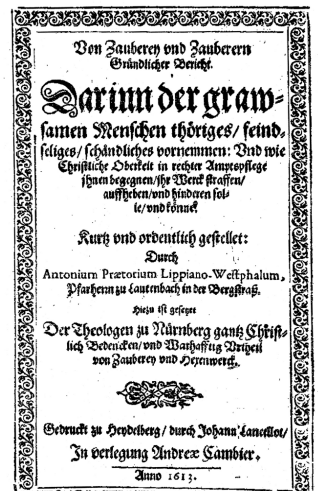 Von Zauberey vnd Zauberern
Gründlicher Bericht.
Darinn der graw-
samen Menschen thöriges/ feind-
seliges/ schändliches vornemmen: Vnd wie
Christliche Oberkeit in rechter Amptspflege
jhnen begegnen/ jhr Werck straffen/
auffheben/ vnd hinderen sol-
le/ vnd könne.
Kurtz vnd ordentlich gestellet:
Durch
Antonium Prætorium Lippiano-Westphalum,
Pfarherrn zu Lautenbach in der Bergstraß.
Hiezu ist gesetzet
Der Theologen zu Nürnberg gantz Christ-
lich Bedencken/ vnd Warhafftig Vrtheil
von Zauberey vnd Hexenwerck.
Gedruckt zu Heydelberg/ durch Johann Lancellot/
In verlegung Andreæ Cambier.
Anno 1613.